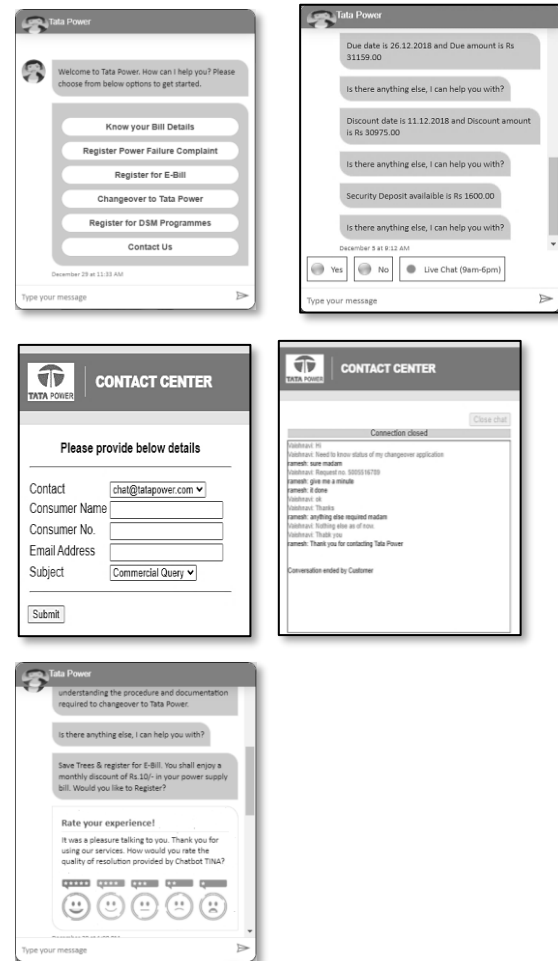 Tata Power
Welcome to Tata Power. How can I help you? Please
choose from below options to get started.
Know your Bill Details
Register Power Failure Complaint
Register for E-Bill
Changeover to Tata Power
Register for DSM Programmes
Contact Us
December 29 at 11:33 AM
Type your message
Tata Power
Due date is 26.12.2018 and Due amount is Rs
31159.00
Is there anything else, I can help you with?
Discount date is 11.12.2018 and Discount amount
is Rs 30975.00
Is there anything else, I can help you with?
Security Deposit availaible is Rs 1600.00
Is there anything else, I can help you with?
December 5 at 8:12 AM
Yes No Live Chat (9am-6pm)
Type your message
TATA POWER
CONTACT CENTER
Please provide below details
Contact chat@tatapower.com
Consumer Name
Consumer No.
Email Address
Subject Commercial Query
Submit
TATA POWER
CONTACT CENTER
Close chat
Connection closed
Vaishnavi: Hi
Vaishnavi: Need to know status of my changeover application
ramesh: sure madam
Vaishnavi: Request no.
ramesh: give me a minute
ramesh: it done
Vaishnavi: ok
Vaishnavi: Thanks
ramesh: anything else required madam
Vaishnavi: Nothing else as of now.
Vaishnavi: Thank you
ramesh: Thank you for contacting Tata Power
Conversation ended by Customer
Tata Power
understanding the procedure and documentation
required to changeover to Tata Power.
Is there anything else, I can help you with?
Save Trees & register for E-Bill. You shall enjoy a
monthly discount of Rs.10/- in your power supply
bill. Would you like to Register?
Rate your experience!
It was a pleasure talking to you. Thank you for
using our services. How would you rate the
quality of resolution provided by Chatbot TINA?
Type your message